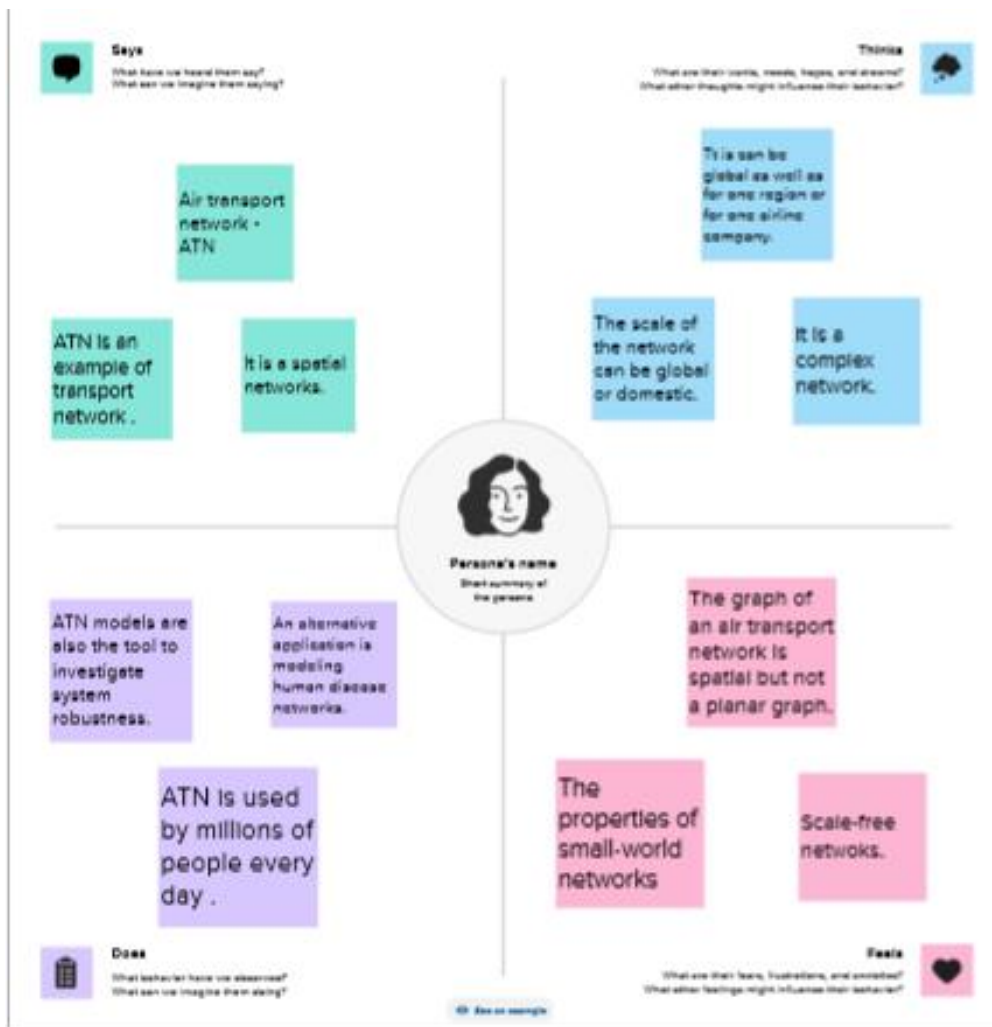 Says
What have we heard them say?
What can we imagine them saying?
Thinks
What are their wants, needs, hopes, and dreams?
What other thoughts might influence their behavior?
Air transport
network -
ATN
ATN is an
example of
transport
network .
It is a spatial
networks.
It is can be
global as well as
for one region or
for one airline
company.
The scale of
the network
can be global
or domestic.
It is a
complex
network.
Persona's name
Short summary of
the persona
ATN models are
also the tool to
investigate
system
robustness.
An alternative
application is
modeling
human disease
networks.
ATN is used
by millions of
people every
day .
The graph of
an air transport
network is
spatial but not
a planar graph.
The
properties of
small-world
networks
Scale-free
netwoks.
Does
What behavior have we observed?
What can we imagine them doing?
Feels
What are their fears, frustrations, and anxieties?
What other feelings might influence their behavior?
See an example